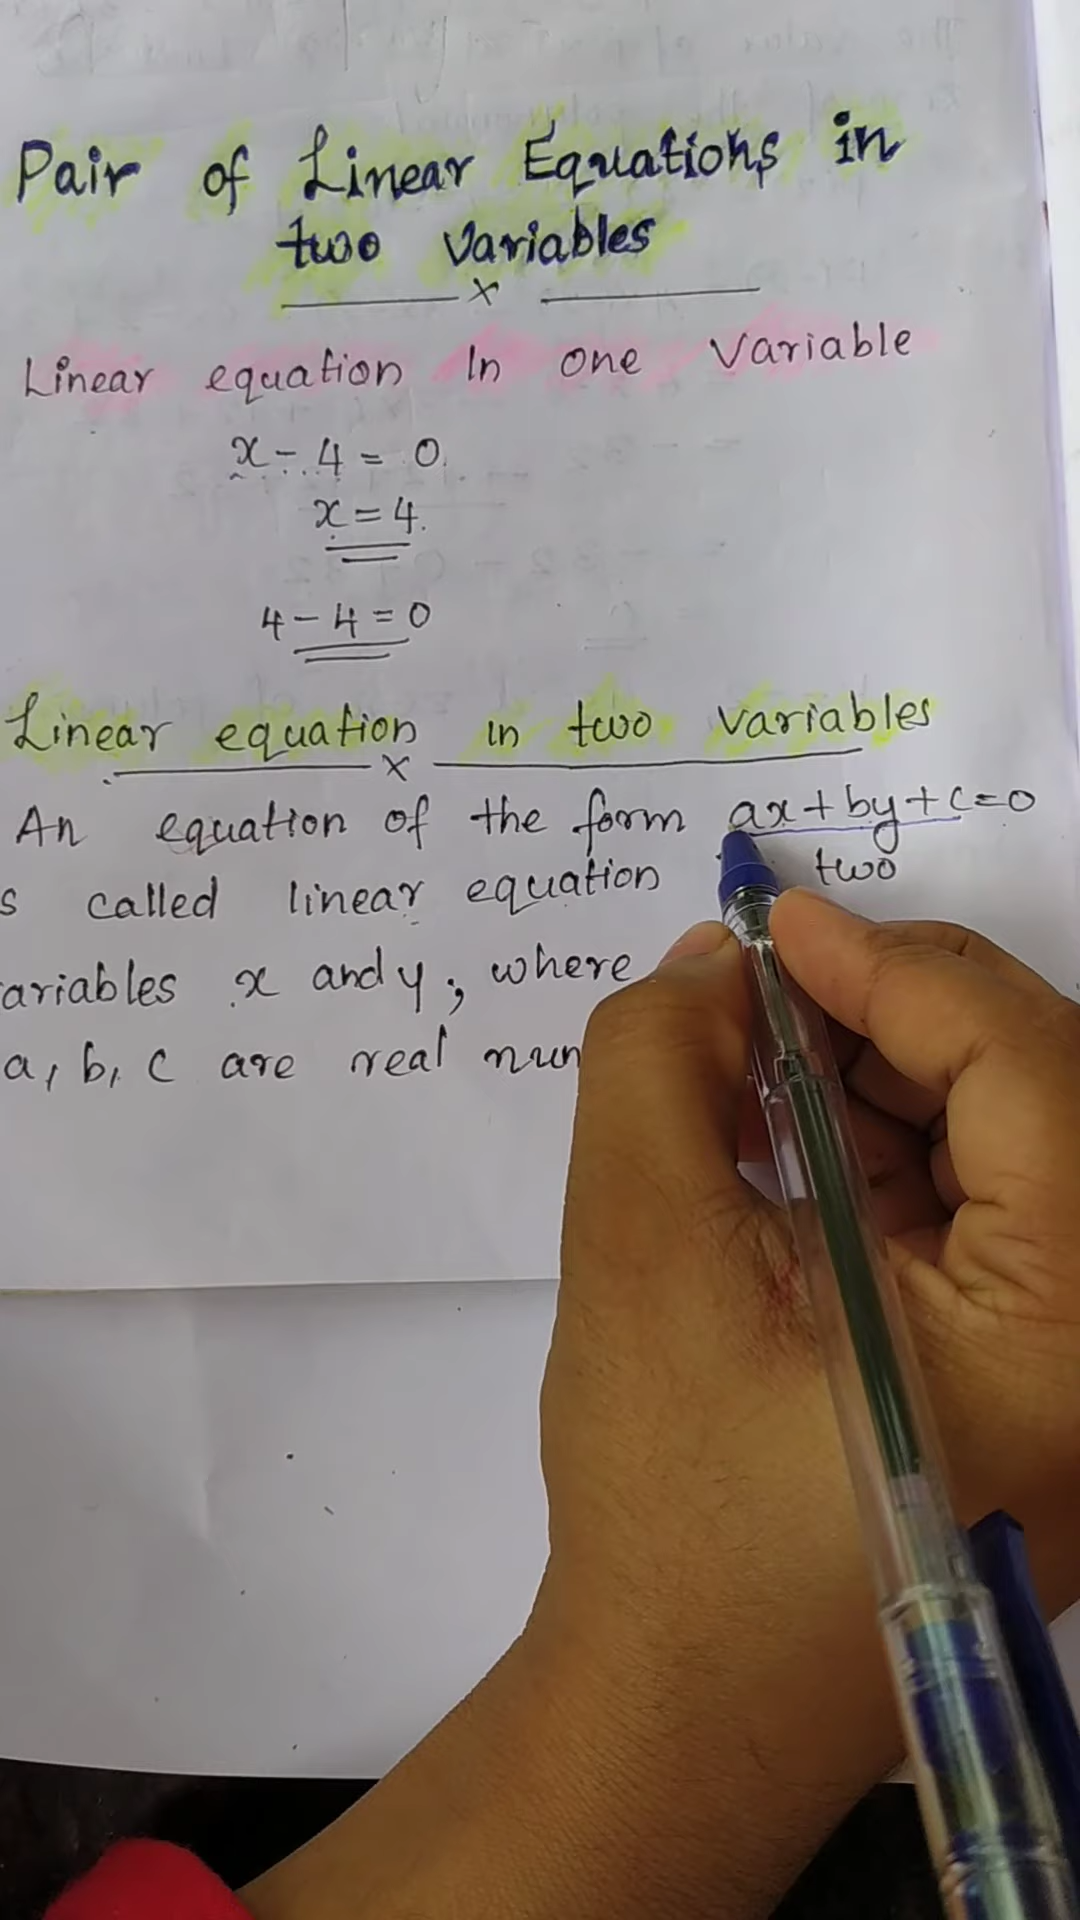 Pair of Linear Equations in
two variables
x
Linear equation In one variable
x - 4 = 0
x = 4.
4 - 4 = 0
Linear equation in two variables
x
An equation of the form ax + by + c = 0
s called linear equation two
ariables x and y, where
a, b, c are real num